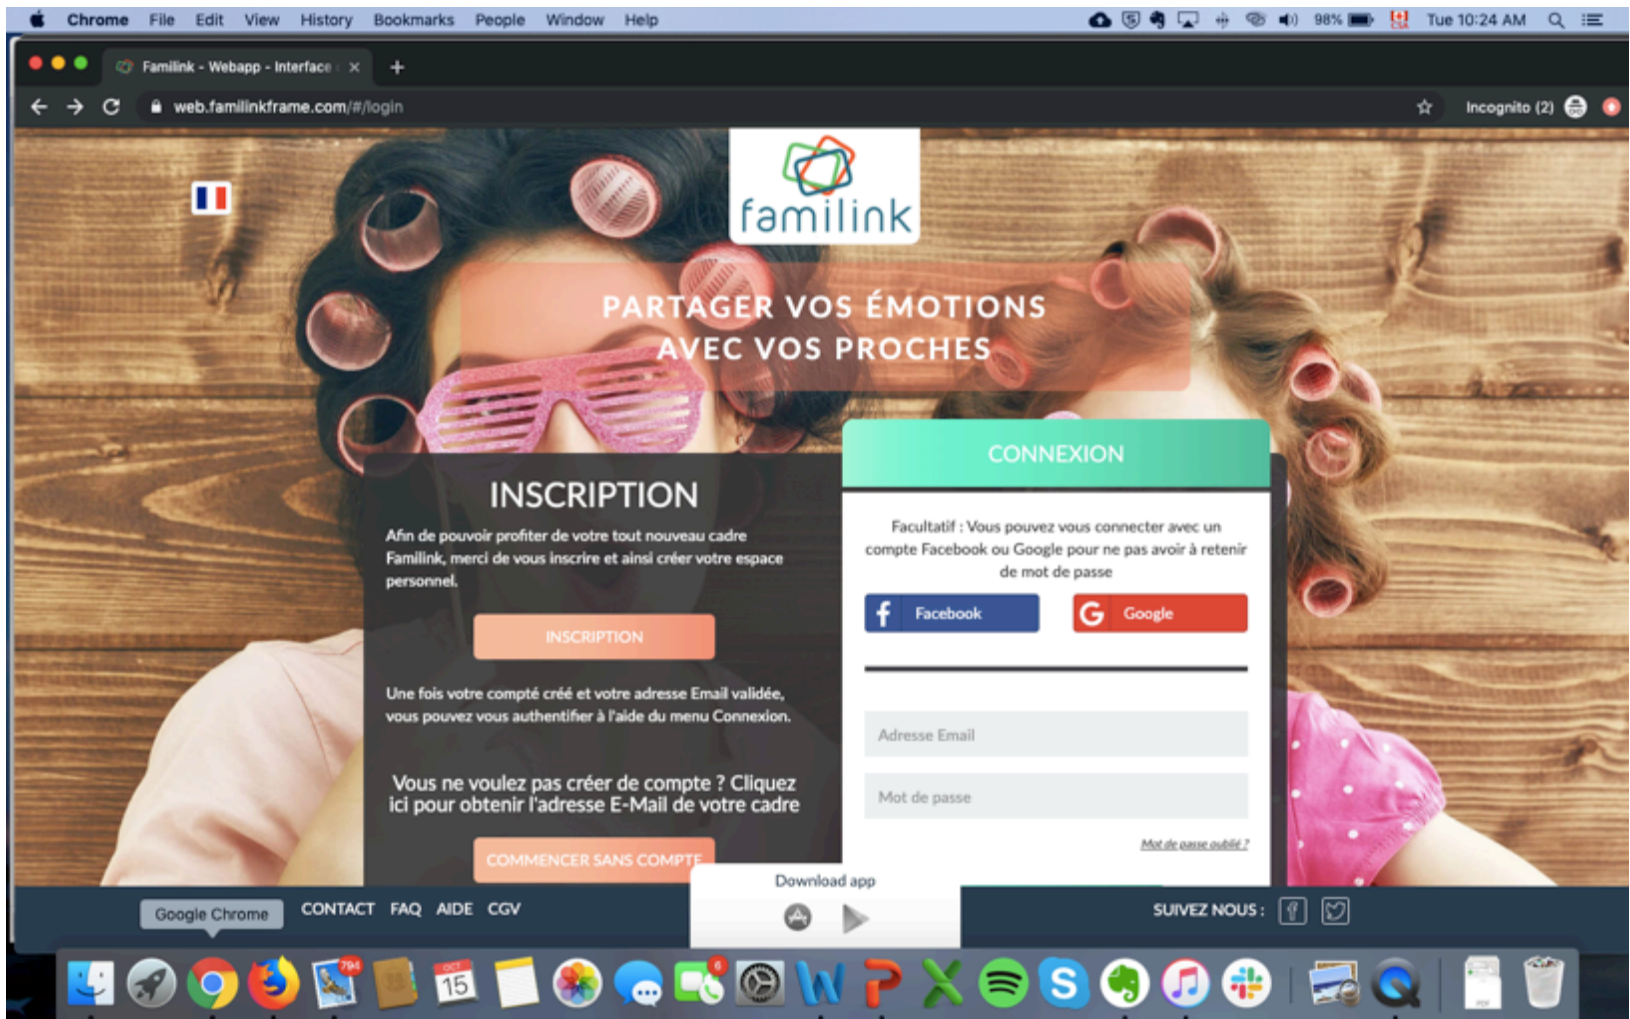 Chrome File Edit View History Bookmarks People Window Help 98% CSA Tue 10:24 AM
Familink - Webapp - Interface
web.familinkframe.com/#/login Incognito (2)
familink
PARTAGER VOS ÉMOTIONS
AVEC VOS PROCHES
INSCRIPTION
Afin de pouvoir profiter de votre tout nouveau cadre
Familink, merci de vous inscrire et ainsi créer votre espace
personnel.
INSCRIPTION
Une fois votre compté créé et votre adresse Email validée,
vous pouvez vous authentifier à l'aide du menu Connexion.
Vous ne voulez pas créer de compte ? Cliquez
ici pour obtenir l'adresse E-Mail de votre cadre
COMMENCER SANS COMPTE
CONNEXION
Facultatif : Vous pouvez vous connecter avec un
compte Facebook ou Google pour ne pas avoir à retenir
de mot de passe
Facebook
Google
Adresse Email
Mot de passe
Mot de passe oublié ?
Download app
Google Chrome
CONTACT FAQ AIDE CGV
SUIVEZ NOUS :
794
OCT
15
6
PDF